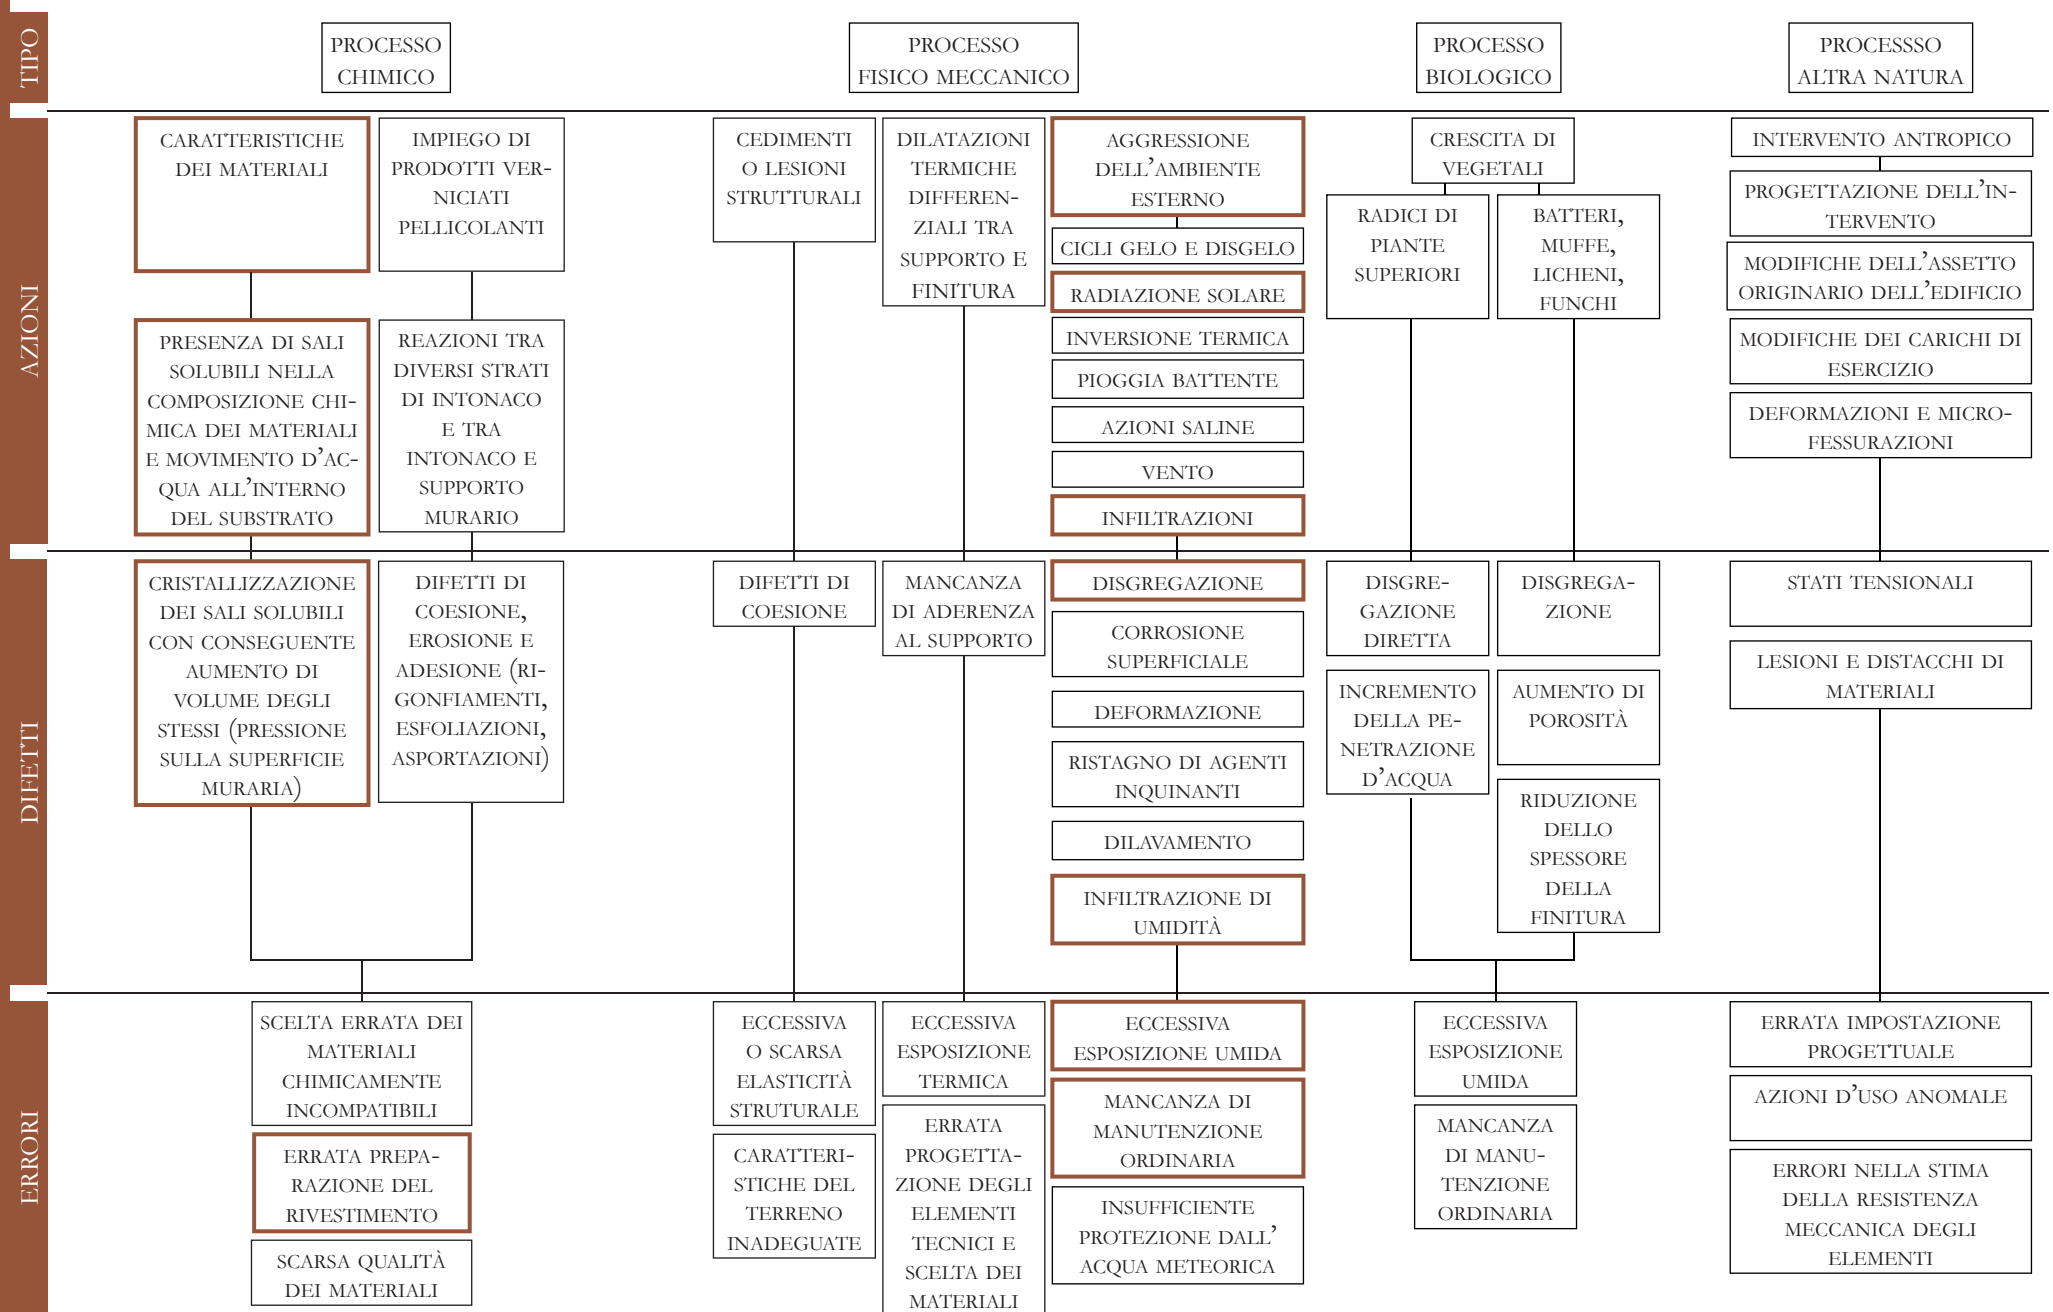 TIPO
PROCESSO
CHIMICO
PROCESSO
FISICO MECCANICO
PROCESSO
BIOLOGICO
PROCESSSO
ALTRA NATURA
AZIONI
CARATTERISTICHE
DEI MATERIALI
PRESENZA DI SALI
SOLUBILI NELLA
COMPOSIZIONE CHI-
MICA DEI MATERIALI
E MOVIMENTO D'AC-
QUA ALL'INTERNO
DEL SUBSTRATO
IMPIEGO DI
PRODOTTI VER-
NICIATI
PELLICOLANTI
REAZIONI TRA
DIVERSI STRATI
DI INTONACO
E TRA
INTONACO E
SUPPORTO
MURARIO
CEDIMENTI
O LESIONI
STRUTTURALI
DILATAZIONI
TERMICHE
DIFFEREN-
ZIALI TRA
SUPPORTO E
FINITURA
AGGRESSIONE
DELL'AMBIENTE
ESTERNO
CICLI GELO E DISGELO
RADIAZIONE SOLARE
INVERSIONE TERMICA
PIOGGIA BATTENTE
AZIONI SALINE
VENTO
INFILTRAZIONI
CRESCITA DI
VEGETALI
RADICI DI
PIANTE
SUPERIORI
BATTERI,
MUFFE,
LICHENI,
FUNCHI
INTERVENTO ANTROPICO
PROGETTAZIONE DELL'IN-
TERVENTO
MODIFICHE DELL'ASSETTO
ORIGINARIO DELL'EDIFICIO
MODIFICHE DEI CARICHI DI
ESERCIZIO
DEFORMAZIONI E MICRO-
FESSURAZIONI
DIFETTI
CRISTALLIZZAZIONE
DEI SALI SOLUBILI
CON CONSEGUENTE
AUMENTO DI
VOLUME DEGLI
STESSI (PRESSIONE
SULLA SUPERFICIE
MURARIA)
DIFETTI DI
COESIONE,
EROSIONE E
ADESIONE (RI-
GONFIAMENTI,
ESFOLIAZIONI,
ASPORTAZIONI)
DIFETTI DI
COESIONE
MANCANZA
DI ADERENZA
AL SUPPORTO
DISGREGAZIONE
CORROSIONE
SUPERFICIALE
DEFORMAZIONE
RISTAGNO DI AGENTI
INQUINANTI
DILAVAMENTO
INFILTRAZIONE DI
UMIDITÀ
DISGRE-
GAZIONE
DIRETTA
INCREMENTO
DELLA PE-
NETRAZIONE
D'ACQUA
DISGREGA-
ZIONE
AUMENTO DI
POROSITÀ
RIDUZIONE
DELLO
SPESSORE
DELLA
FINITURA
STATI TENSIONALI
LESIONI E DISTACCHI DI
MATERIALI
ERRORI
SCELTA ERRATA DEI
MATERIALI
CHIMICAMENTE
INCOMPATIBILI
ERRATA PREPA-
RAZIONE DEL
RIVESTIMENTO
SCARSA QUALITÀ
DEI MATERIALI
ECCESSIVA
O SCARSA
ELASTICITÀ
STRUTURALE
CARATTERI-
STICHE DEL
TERRENO
INADEGUATE
ECCESSIVA
ESPOSIZIONE
TERMICA
ERRATA
PROGETTA-
ZIONE DEGLI
ELEMENTI
TECNICI E
SCELTA DEI
MATERIALI
ECCESSIVA
ESPOSIZIONE UMIDA
MANCANZA DI
MANUTENZIONE
ORDINARIA
INSUFFICIENTE
PROTEZIONE DALL'
ACQUA METEORICA
ECCESSIVA
ESPOSIZIONE
UMIDA
MANCANZA
DI MANU-
TENZIONE
ORDINARIA
ERRATA IMPOSTAZIONE
PROGETTUALE
AZIONI D'USO ANOMALE
ERRORI NELLA STIMA
DELLA RESISTENZA
MECCANICA DEGLI
ELEMENTI